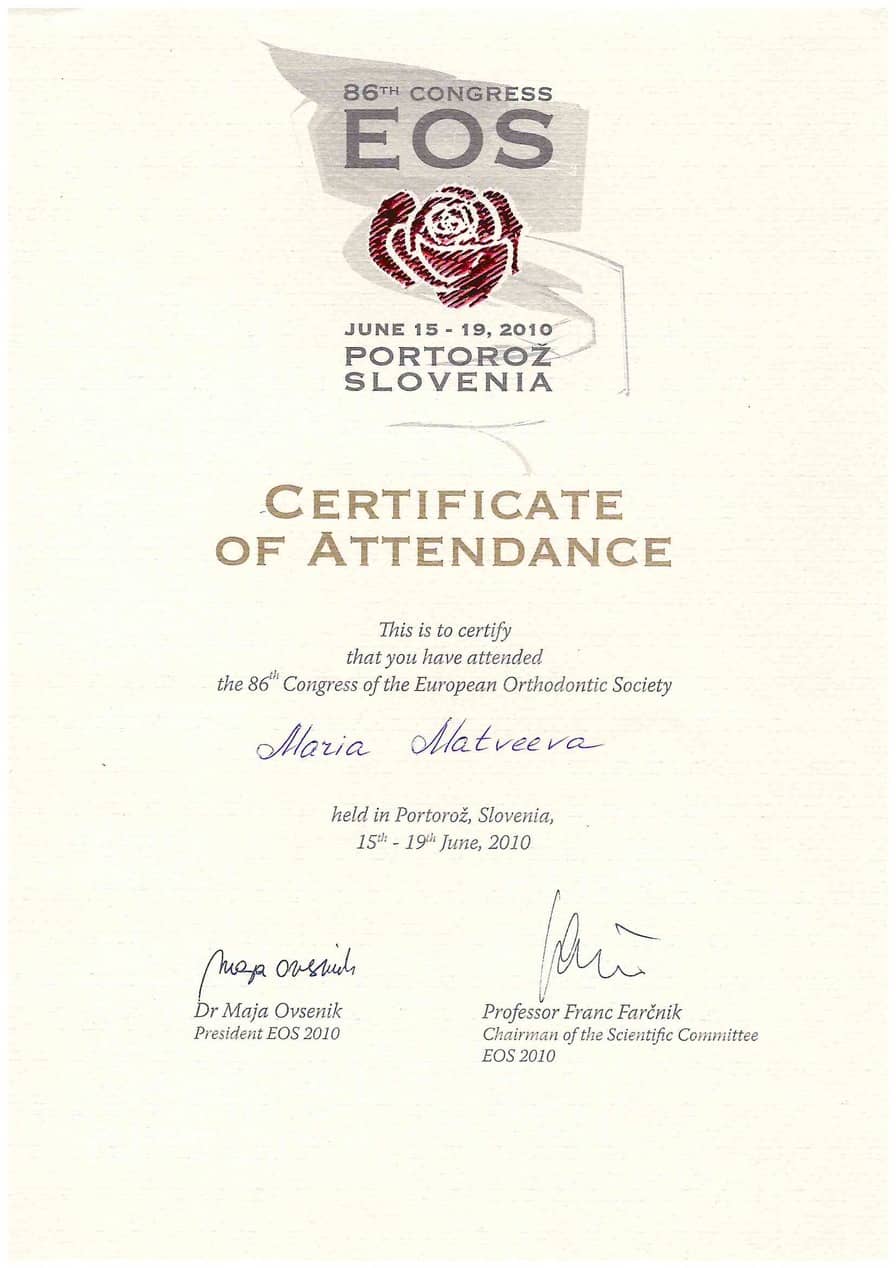 86TH CONGRESS
EOS
JUNE 15 - 19, 2010
PORTOROŽ
SLOVENIA
CERTIFICATE
OF ATTENDANCE
This is to certify
that you have attended
the 86th Congress of the European Orthodontic Society
Maria Matveeva
held in Portorož, Slovenia,
15th - 19th June, 2010
Maja Ovsenik
Dr Maja Ovsenik
President EOS 2010
Professor Franc Farčnik
Chairman of the Scientific Committee
EOS 2010